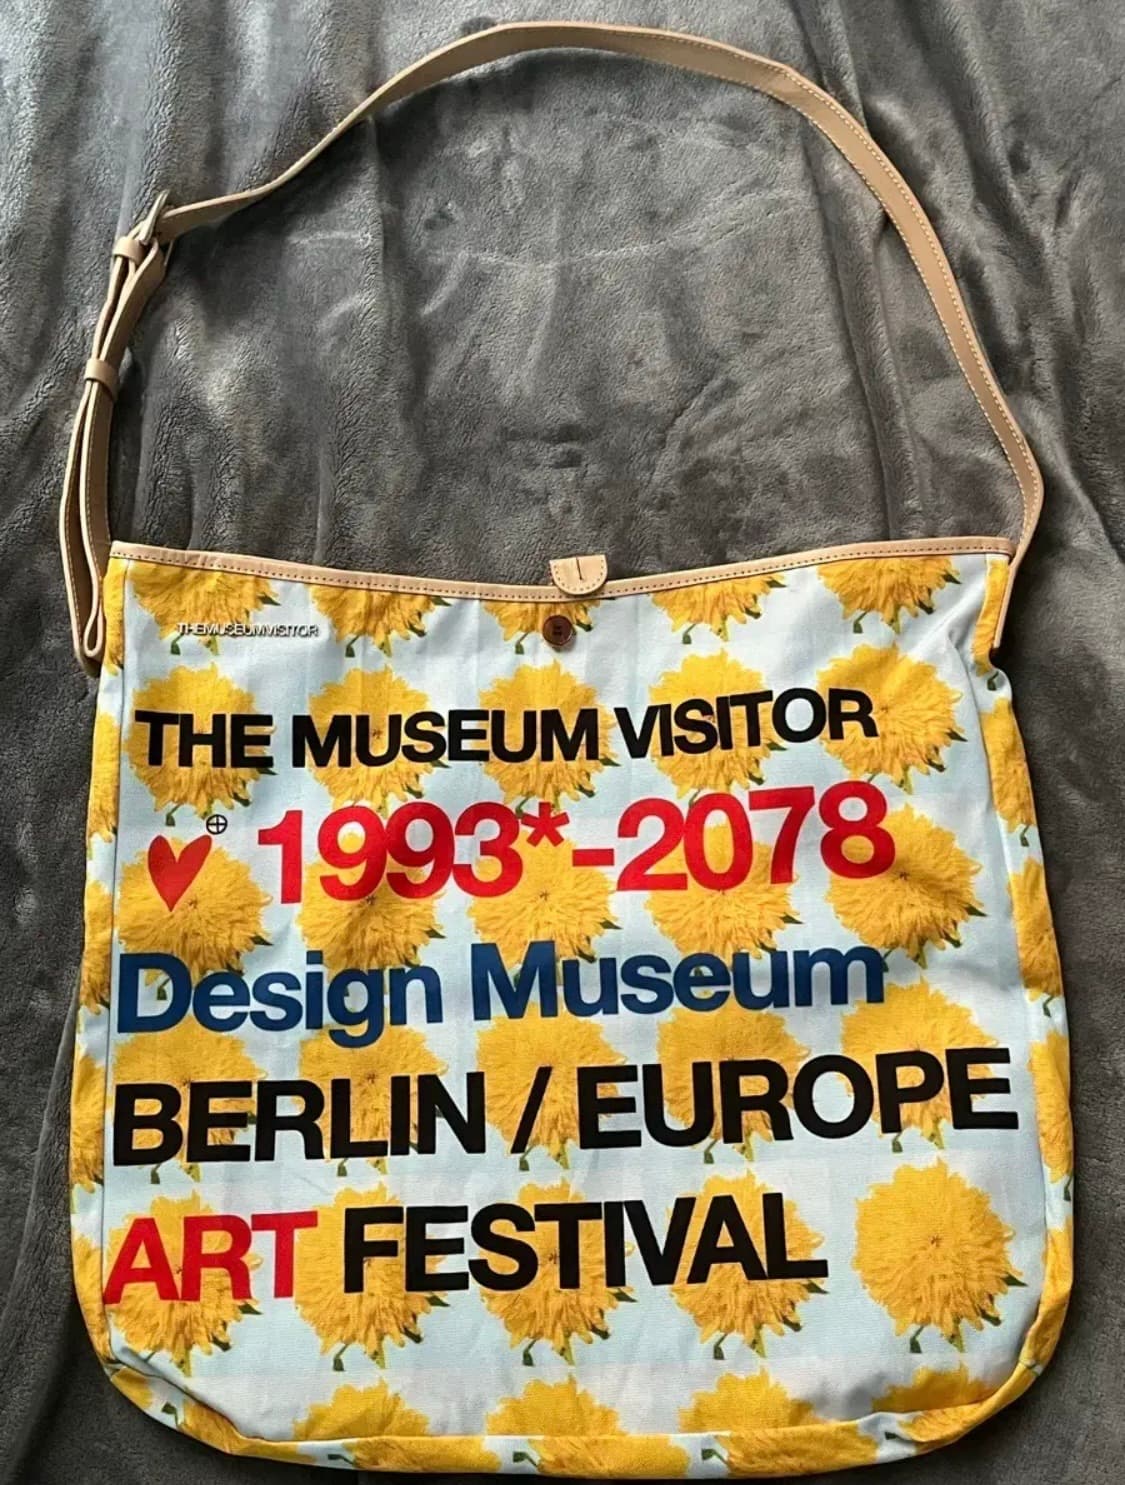 THEMUSEUMVISITOR
THE MUSEUM VISITOR
1993*-2078
Design Museum
BERLIN / EUROPE
ART FESTIVAL